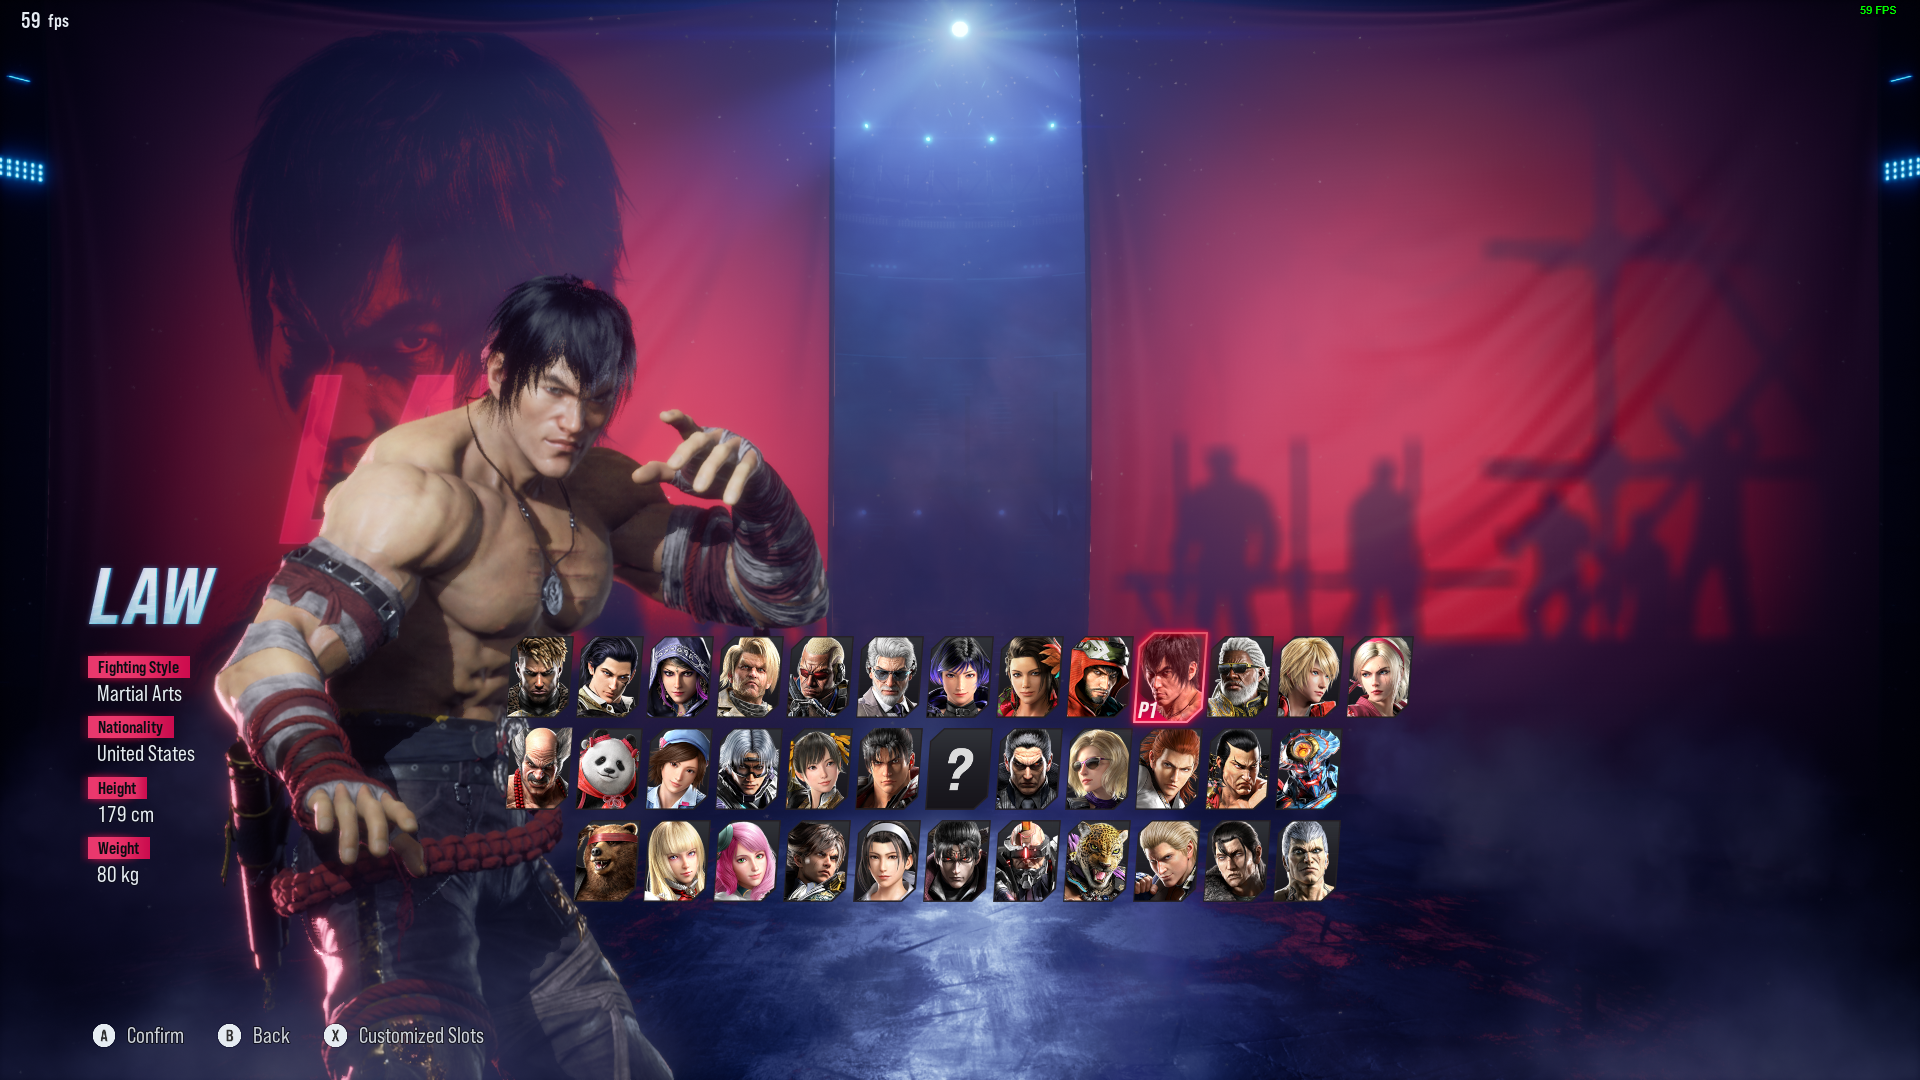 59 fps
59 FPS
LAW
LAW
Fighting Style
Martial Arts
Nationality
United States
Height
179 cm
Weight
80 kg
P1
?
A Confirm B Back X Customized Slots